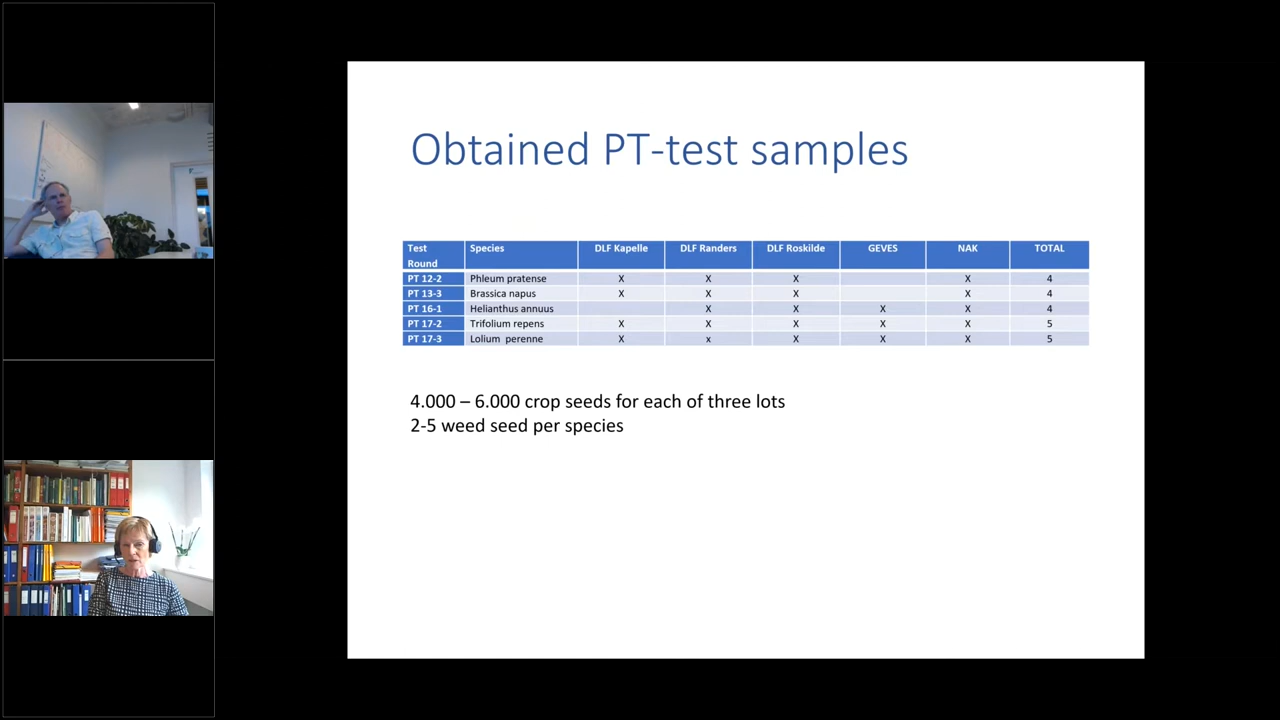 Obtained PT-test samples
Test Round Species DLF Kapelle DLF Randers DLF Roskilde GEVES NAK TOTAL
PT 12-2 Phleum pratense X X X X 4
PT 13-3 Brassica napus X X X X 4
PT 16-1 Helianthus annuus X X X X 4
PT 17-2 Trifolium repens X X X X X 5
PT 17-3 Lolium perenne X x X X X 5
4.000 – 6.000 crop seeds for each of three lots
2-5 weed seed per species